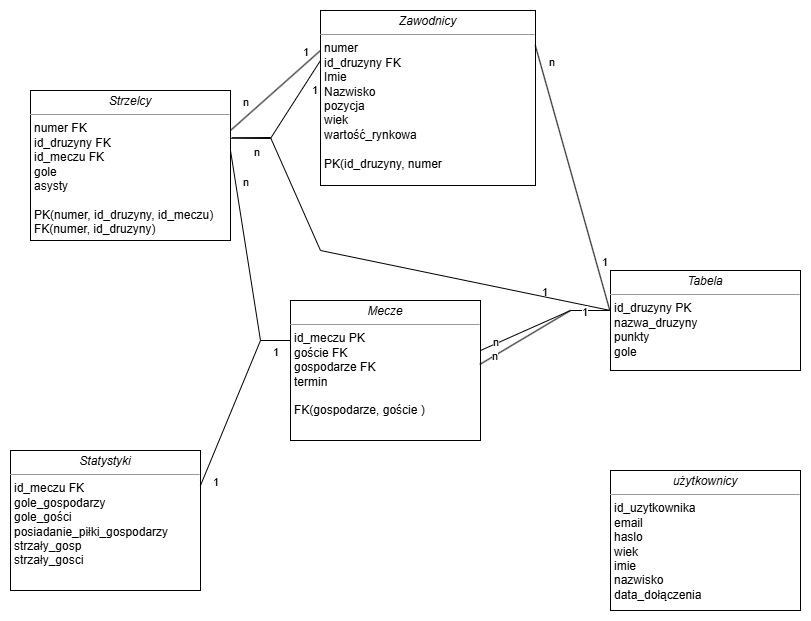 Zawodnicy
numer
id_druzyny FK
Imie
Nazwisko
pozycja
wiek
wartość_rynkowa
PK(id_druzyny, numer
Strzelcy
numer FK
id_druzyny FK
id_meczu FK
gole
asysty
PK(numer, id_druzyny, id_meczu)
FK(numer, id_druzyny)
1
n
1
n
n
n
1
1
Tabela
id_druzyny PK
nazwa_druzyny
punkty
gole
Mecze
id_meczu PK
goście FK
gospodarze FK
termin
FK(gospodarze, goście )
1
n
n
1
1
Statystyki
id_meczu FK
gole_gospodarzy
gole_gości
posiadanie_piłki_gospodarzy
strzały_gosp
strzały_gosci
użytkownicy
id_uzytkownika
email
haslo
wiek
imie
nazwisko
data_dołączenia